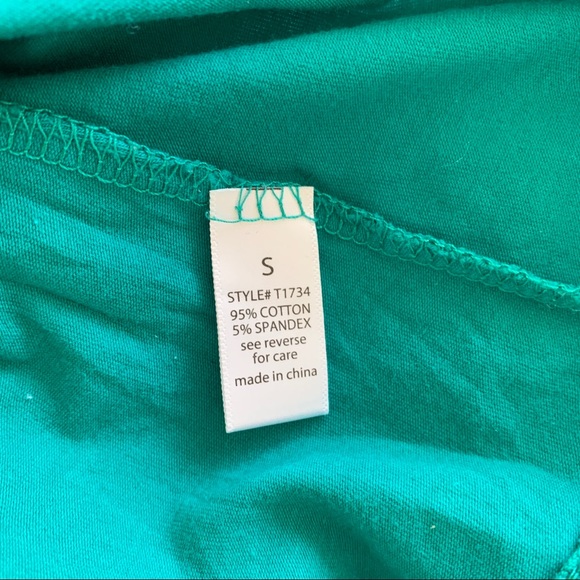 S
STYLE# T1734
95% COTTON
5% SPANDEX
see reverse
for care
made in china